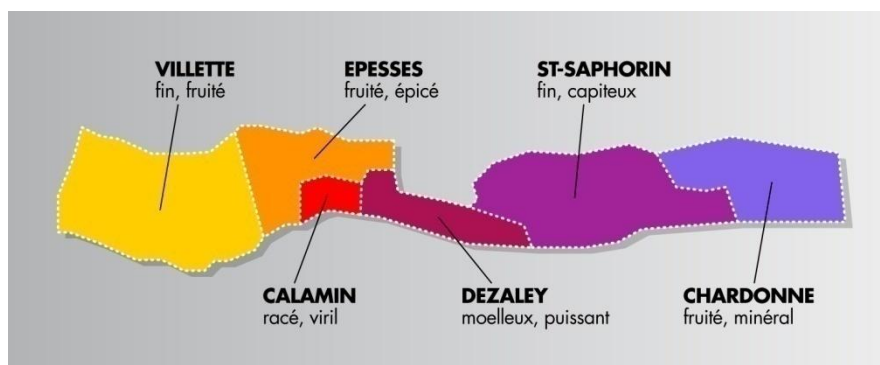 VILLETTE
fin, fruité
EPESSES
fruité, épicé
ST-SAPHORIN
fin, capiteux
CALAMIN
racé, viril
DEZALEY
moelleux, puissant
CHARDONNE
fruité, minéral